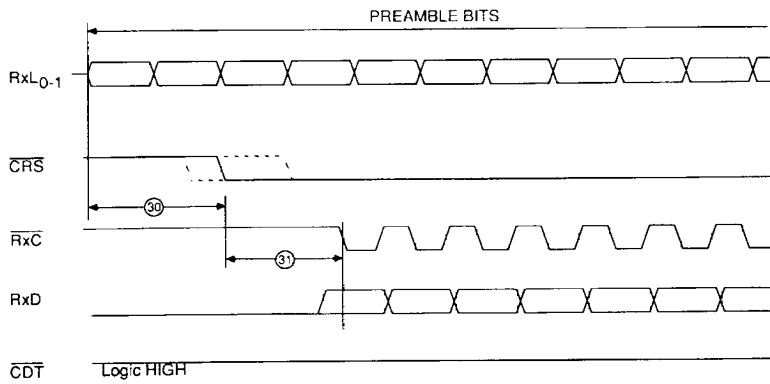 PREAMBLE BITS
RxL0-1
CRS
30
RxC
31
RxD
CDT Logic HIGH